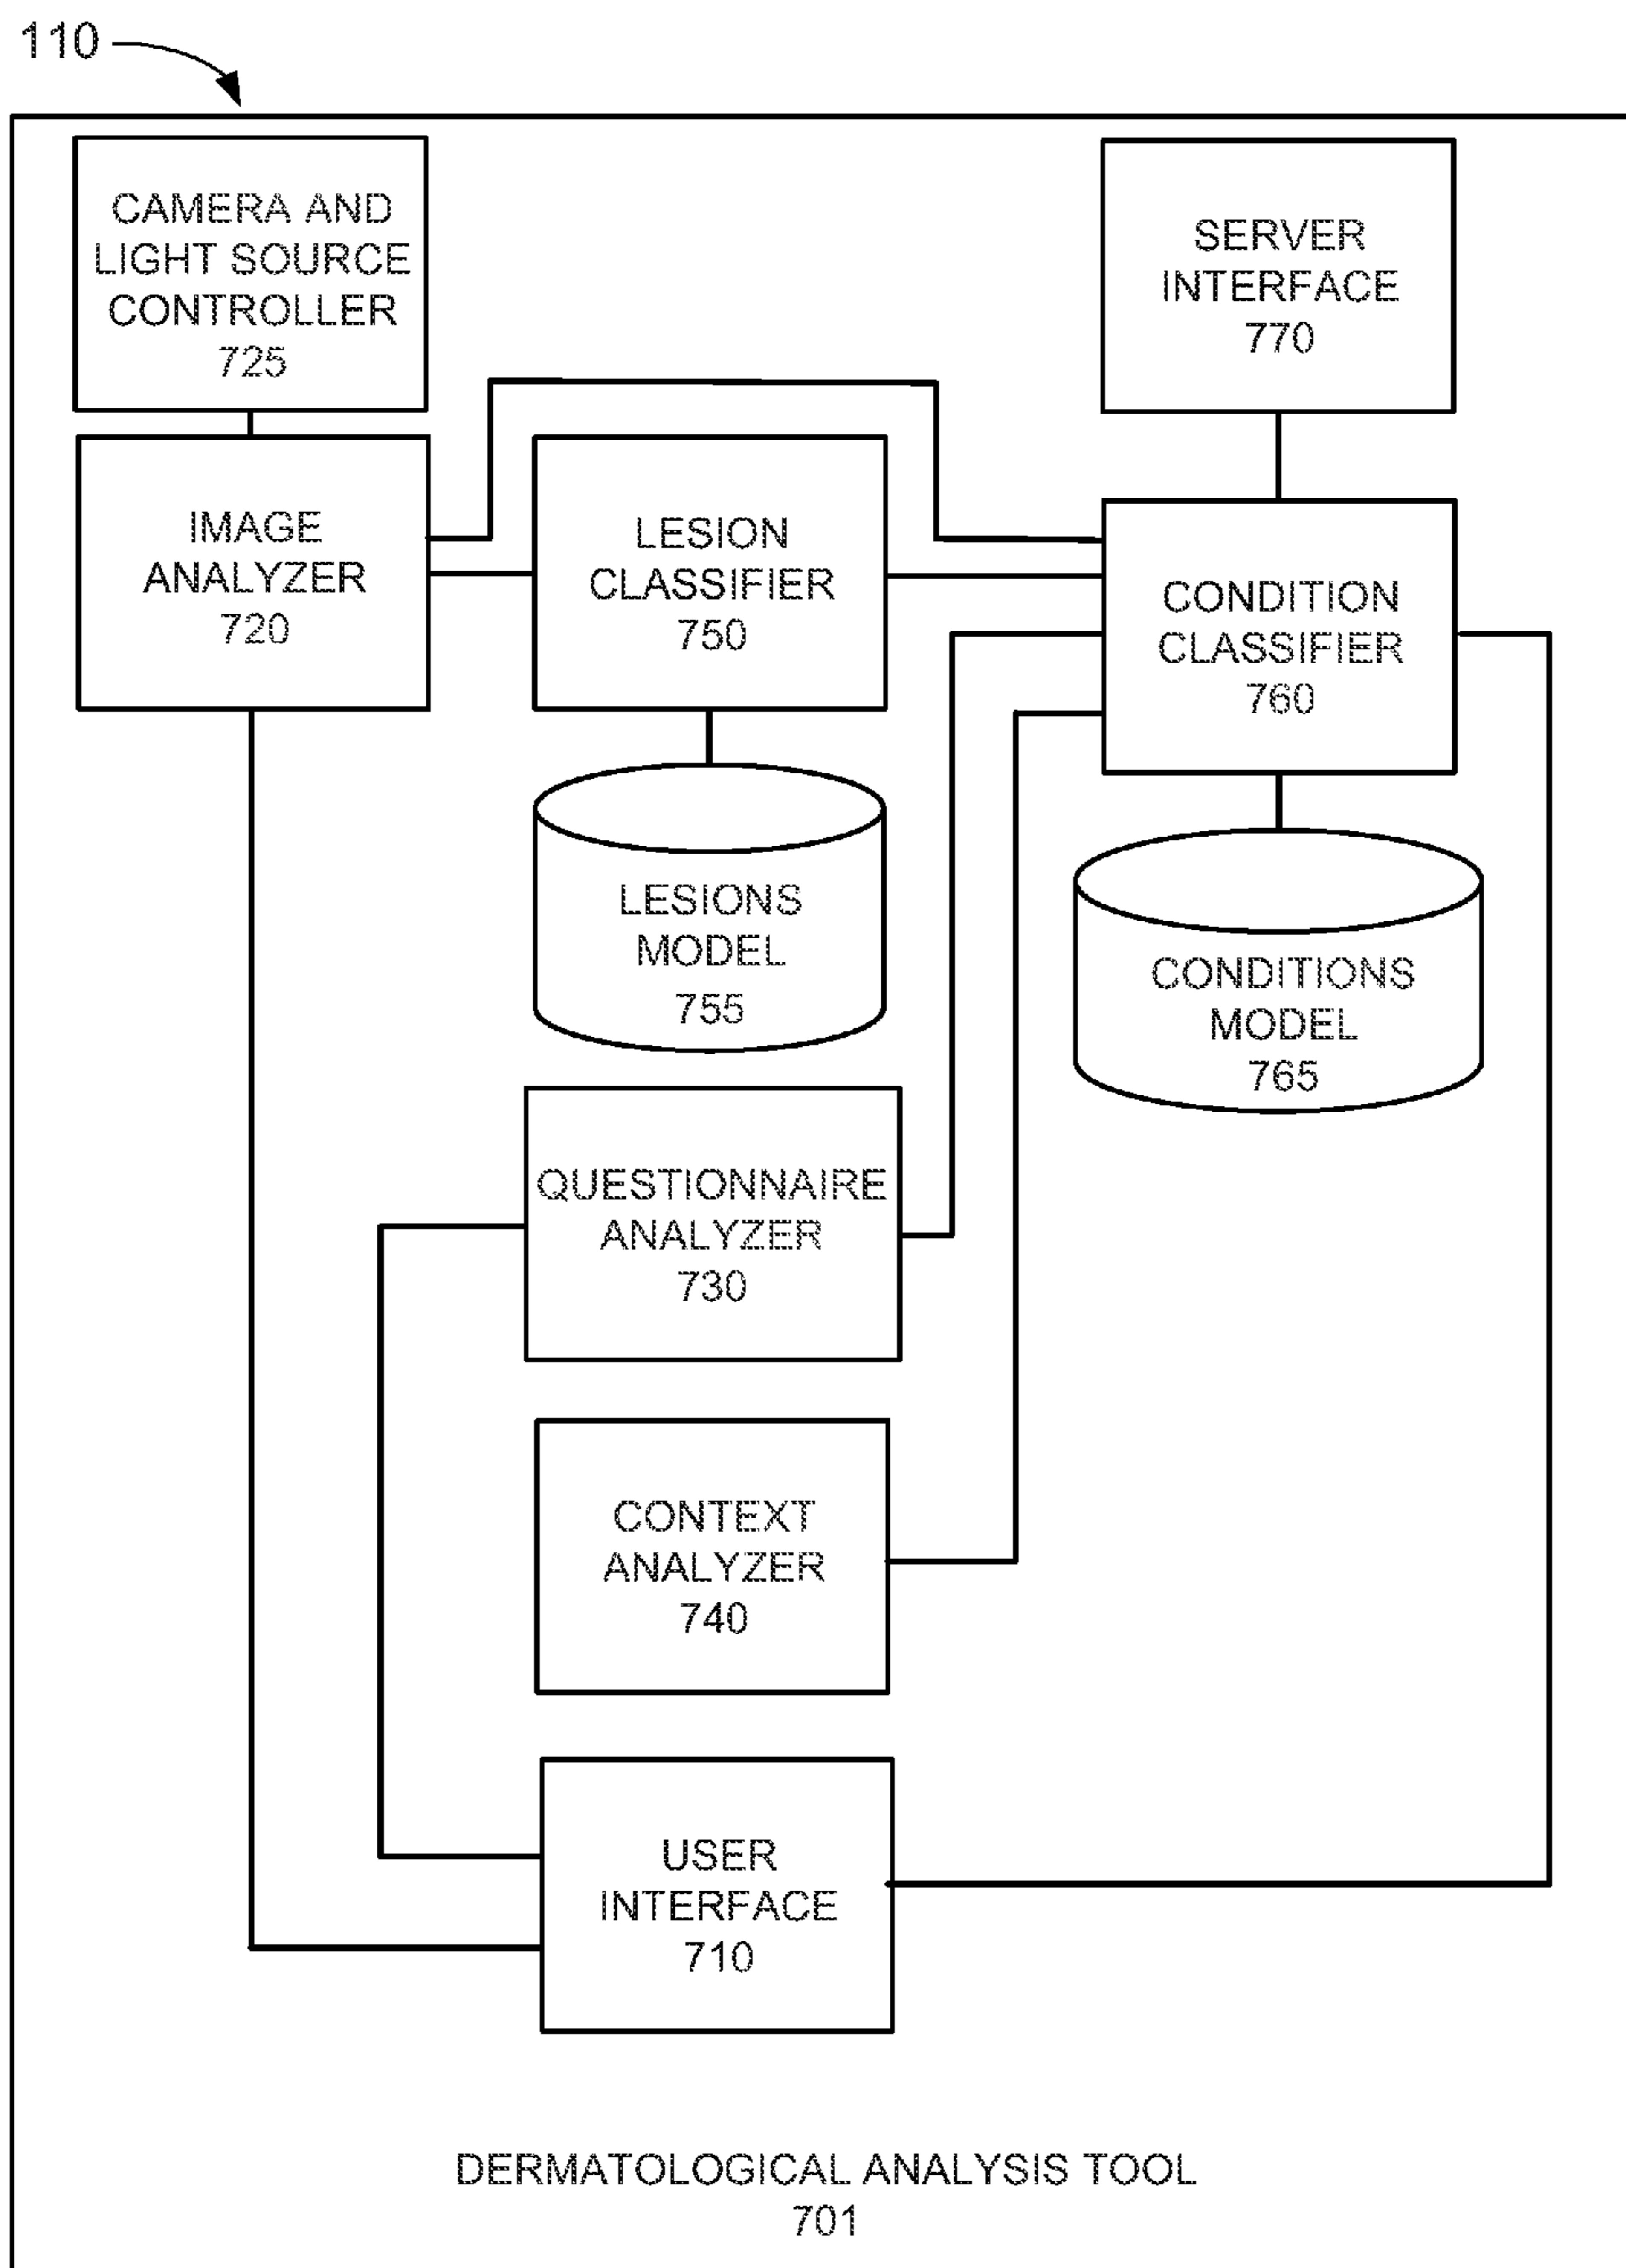 110
CAMERA AND
LIGHT SOURCE
CONTROLLER
725
SERVER
INTERFACE
770
IMAGE
ANALYZER
720
LESION
CLASSIFIER
750
CONDITION
CLASSIFIER
760
LESIONS
MODEL
755
CONDITIONS
MODEL
765
QUESTIONNAIRE
ANALYZER
730
CONTEXT
ANALYZER
740
USER
INTERFACE
710
DERMATOLOGICAL ANALYSIS TOOL
701